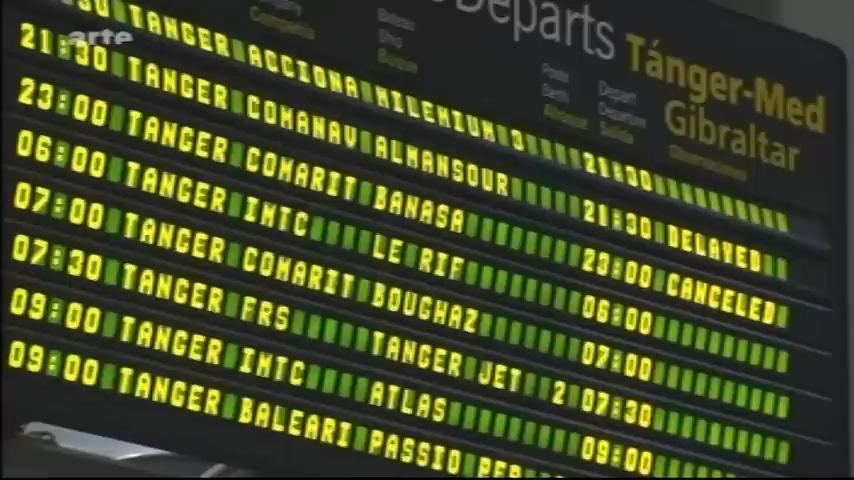 arte
Departs
Tánger-Med
Gibraltar
TANGER ACCIONA MILENIUM 3 21:30
21:30 TANGER COMANAV ALMANSOUR 21:30 DELAYED
23:00 TANGER COMARIT BANASA 23:00 CANCELED
06:00 TANGER IMTC LE RIF 06:00
07:00 TANGER COMARIT BOUGHAZ 07:00
07:30 TANGER FRS TANGER JET 2 07:30
09:00 TANGER IMTC ATLAS 09:00
09:00 TANGER BALEARI PASSIO